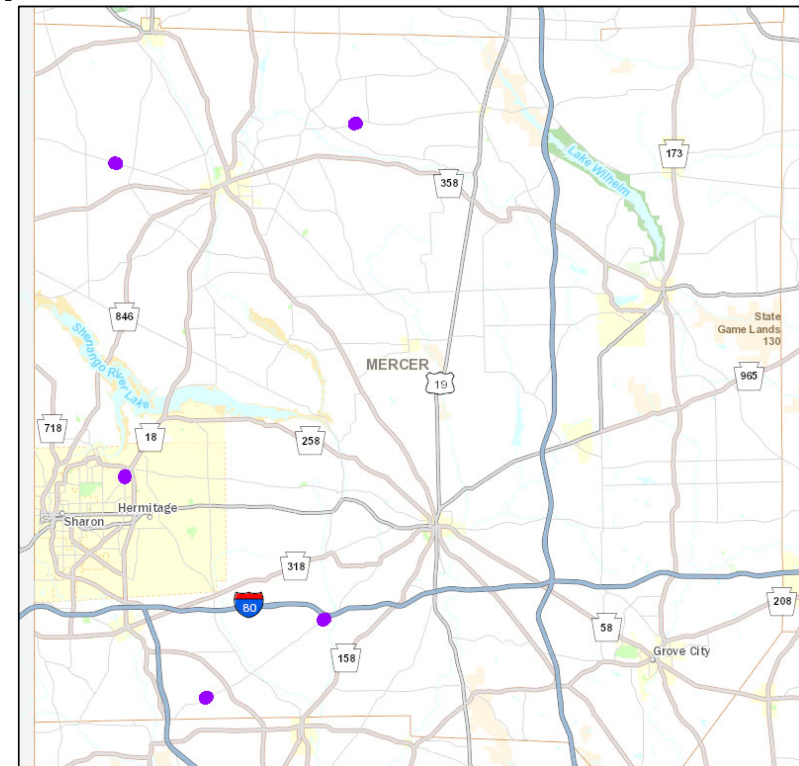 173
Lake Wilhelm
358
846
State
Game Lands
130
Shenango River Lake
MERCER
19
965
718
18
258
Hermitage
Sharon
318
80
208
58
158
Grove City